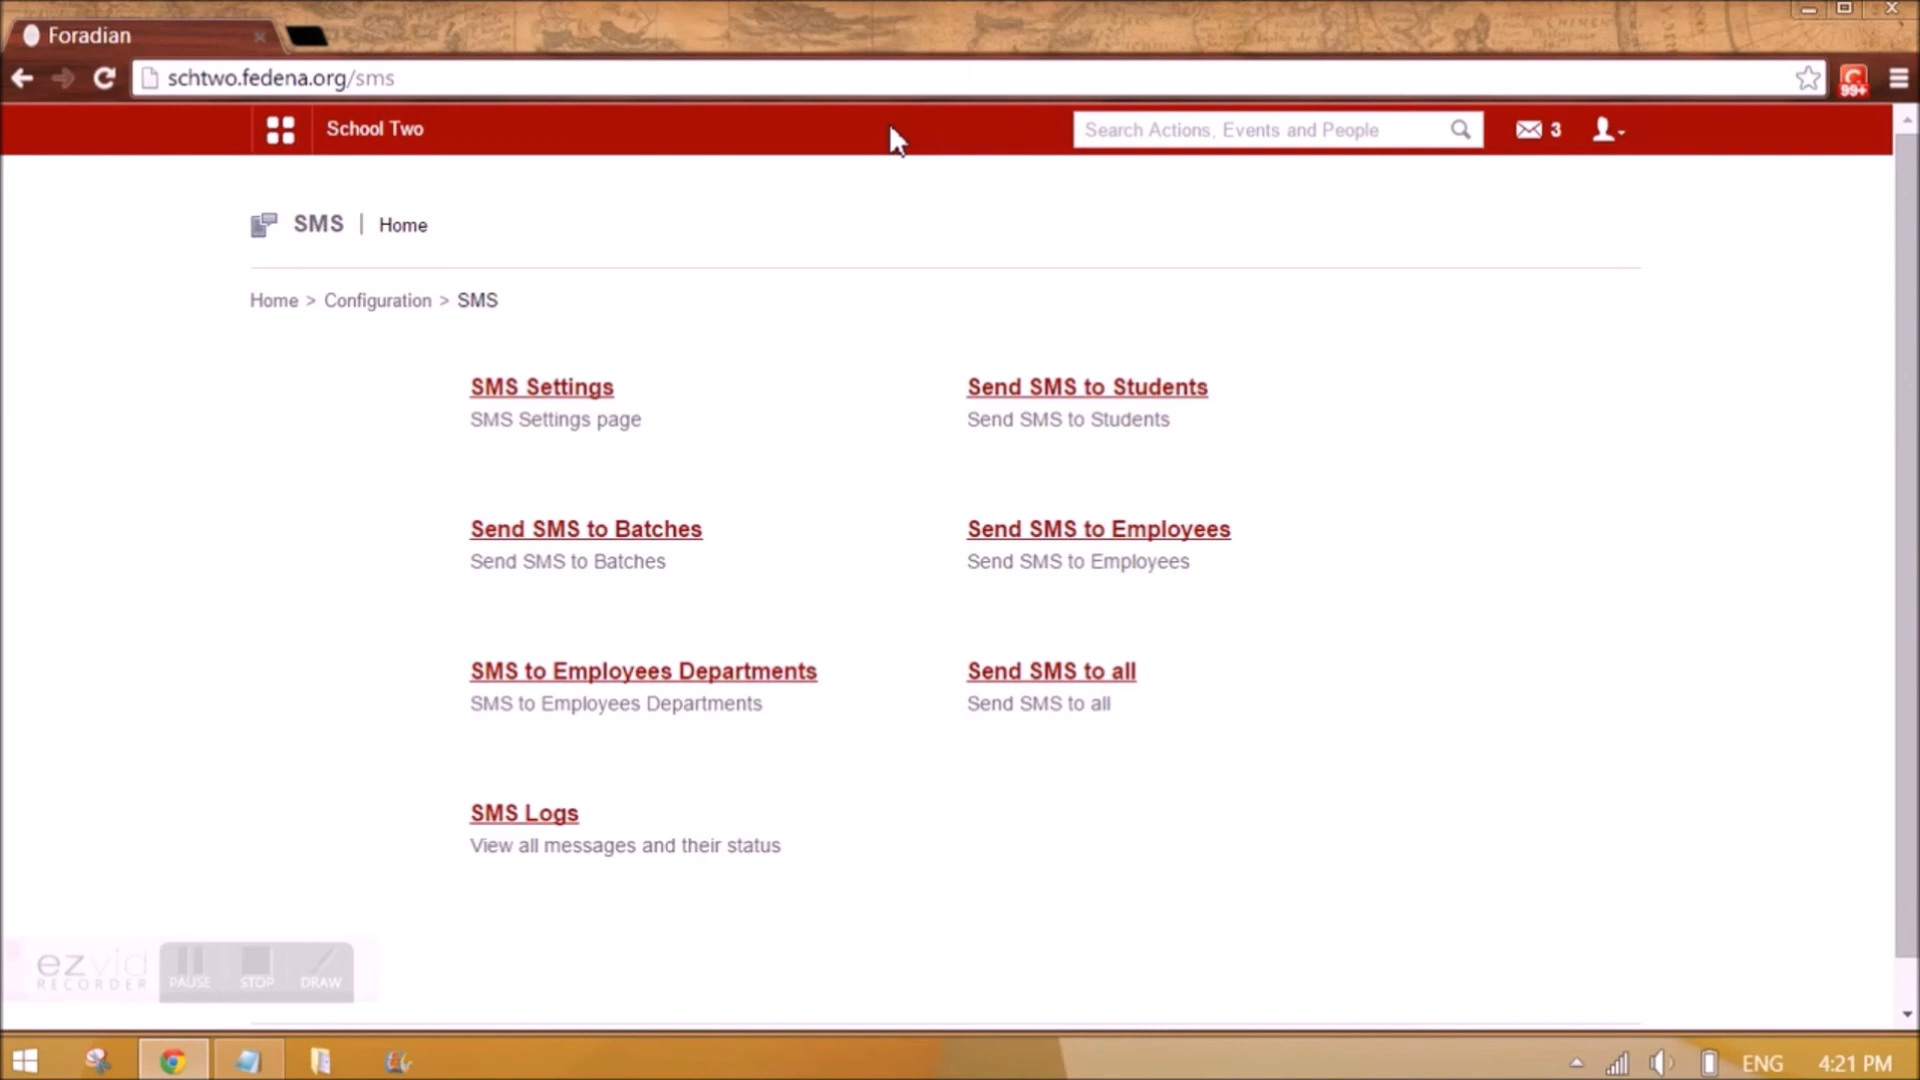 Foradian
schtwo.fedena.org/sms
99+
School Two
Search Actions, Events and People
3
SMS | Home
Home > Configuration > SMS
SMS Settings
SMS Settings page
Send SMS to Students
Send SMS to Students
Send SMS to Batches
Send SMS to Batches
Send SMS to Employees
Send SMS to Employees
SMS to Employees Departments
SMS to Employees Departments
Send SMS to all
Send SMS to all
SMS Logs
View all messages and their status
ezvid
RECORDER
PAUSE
STOP
DRAW
ENG
4:21 PM